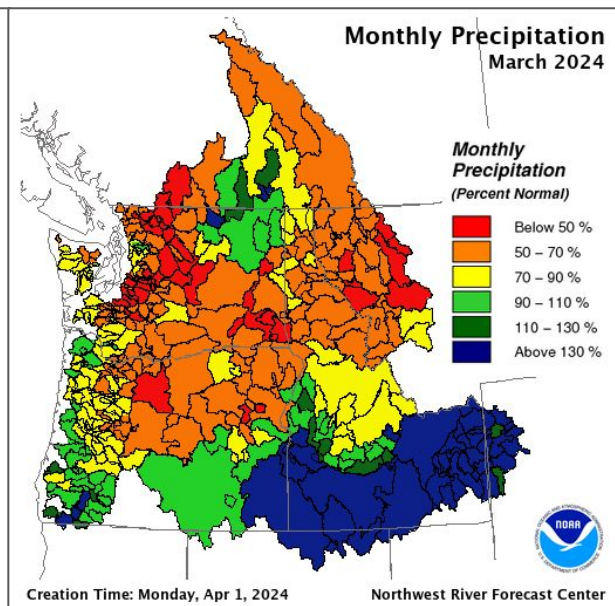 Monthly Precipitation
March 2024
Monthly
Precipitation
(Percent Normal)
Below 50 %
50 – 70 %
70 – 90 %
90 – 110 %
110 – 130 %
Above 130 %
NOAA
Creation Time: Monday, Apr 1, 2024
Northwest River Forecast Center